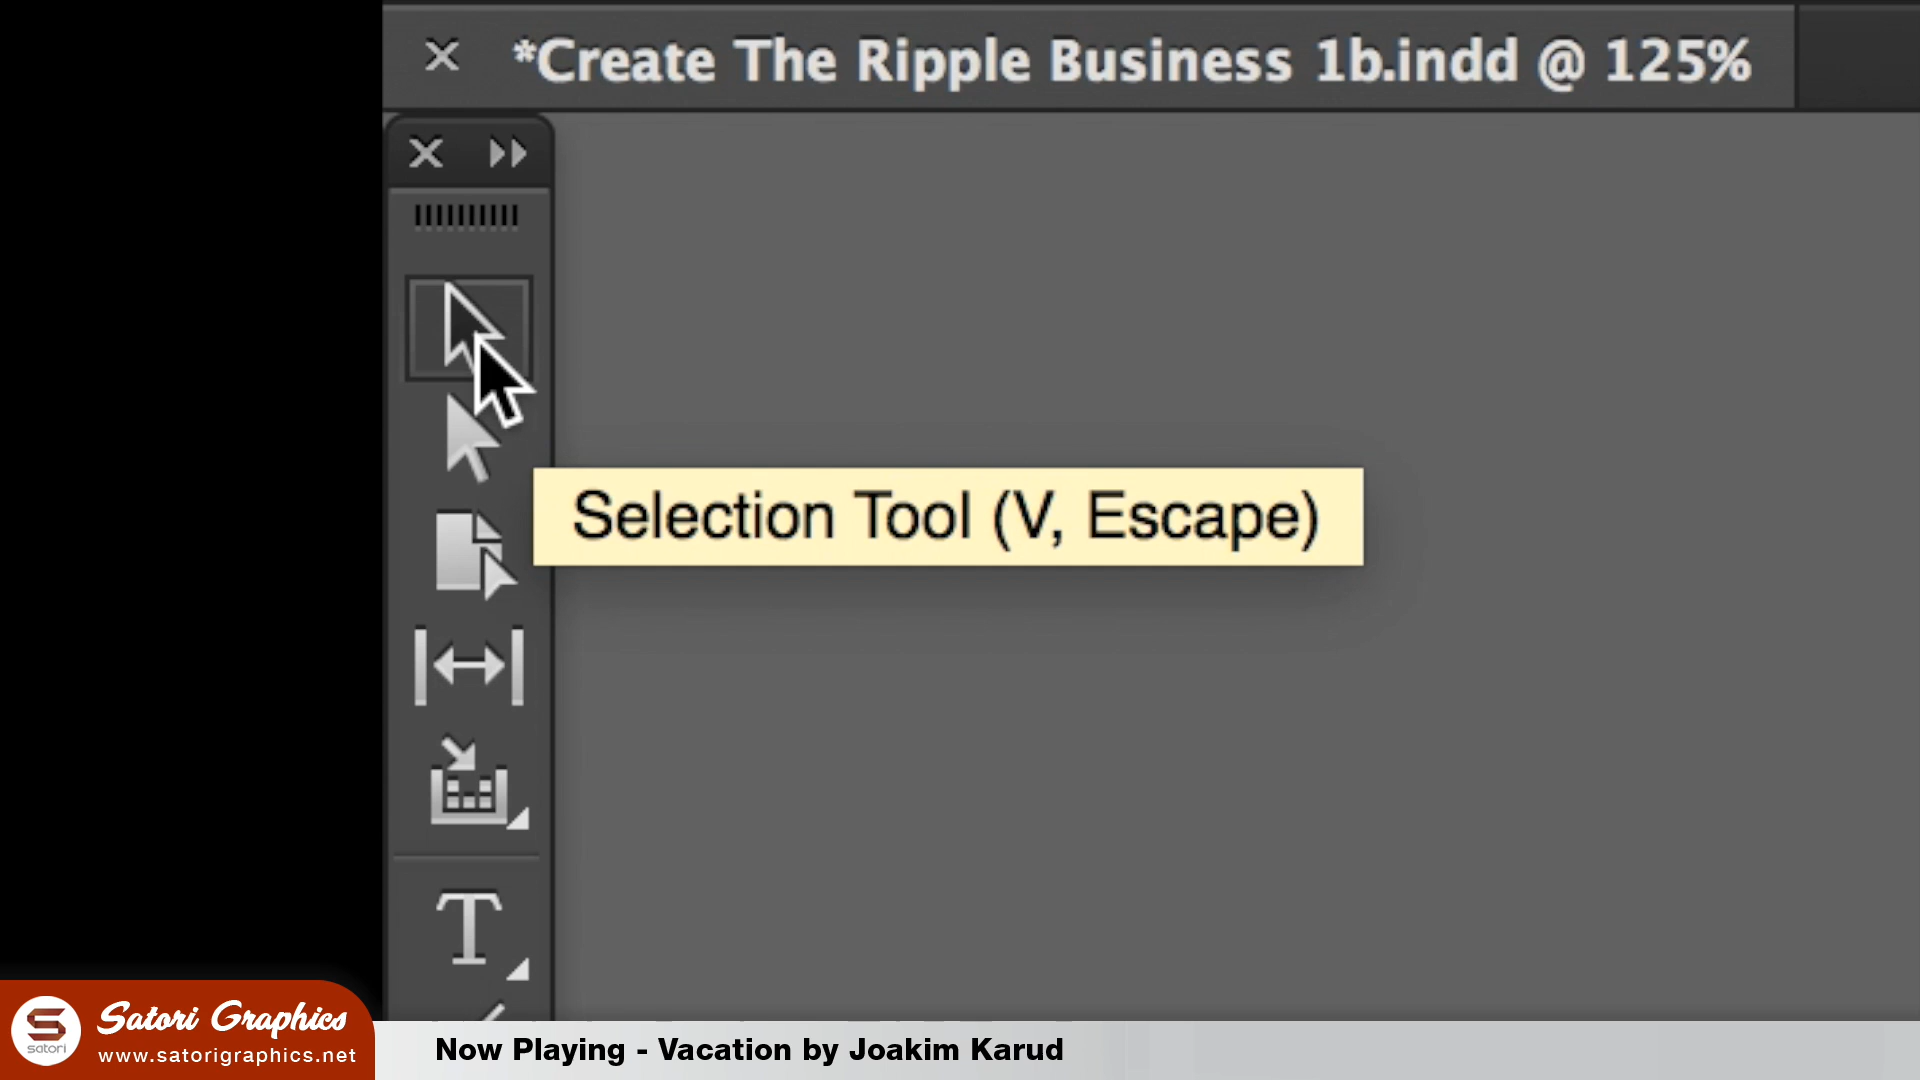 *Create The Ripple Business 1b.indd @ 125%
Selection Tool (V, Escape)
T
Satori Graphics
satori
www.satorigraphics.net
Now Playing - Vacation by Joakim Karud